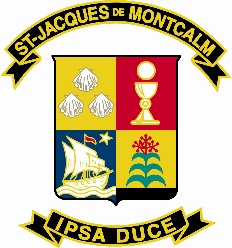 ST-JACQUES DE MONTCALM
IPSA DUCE